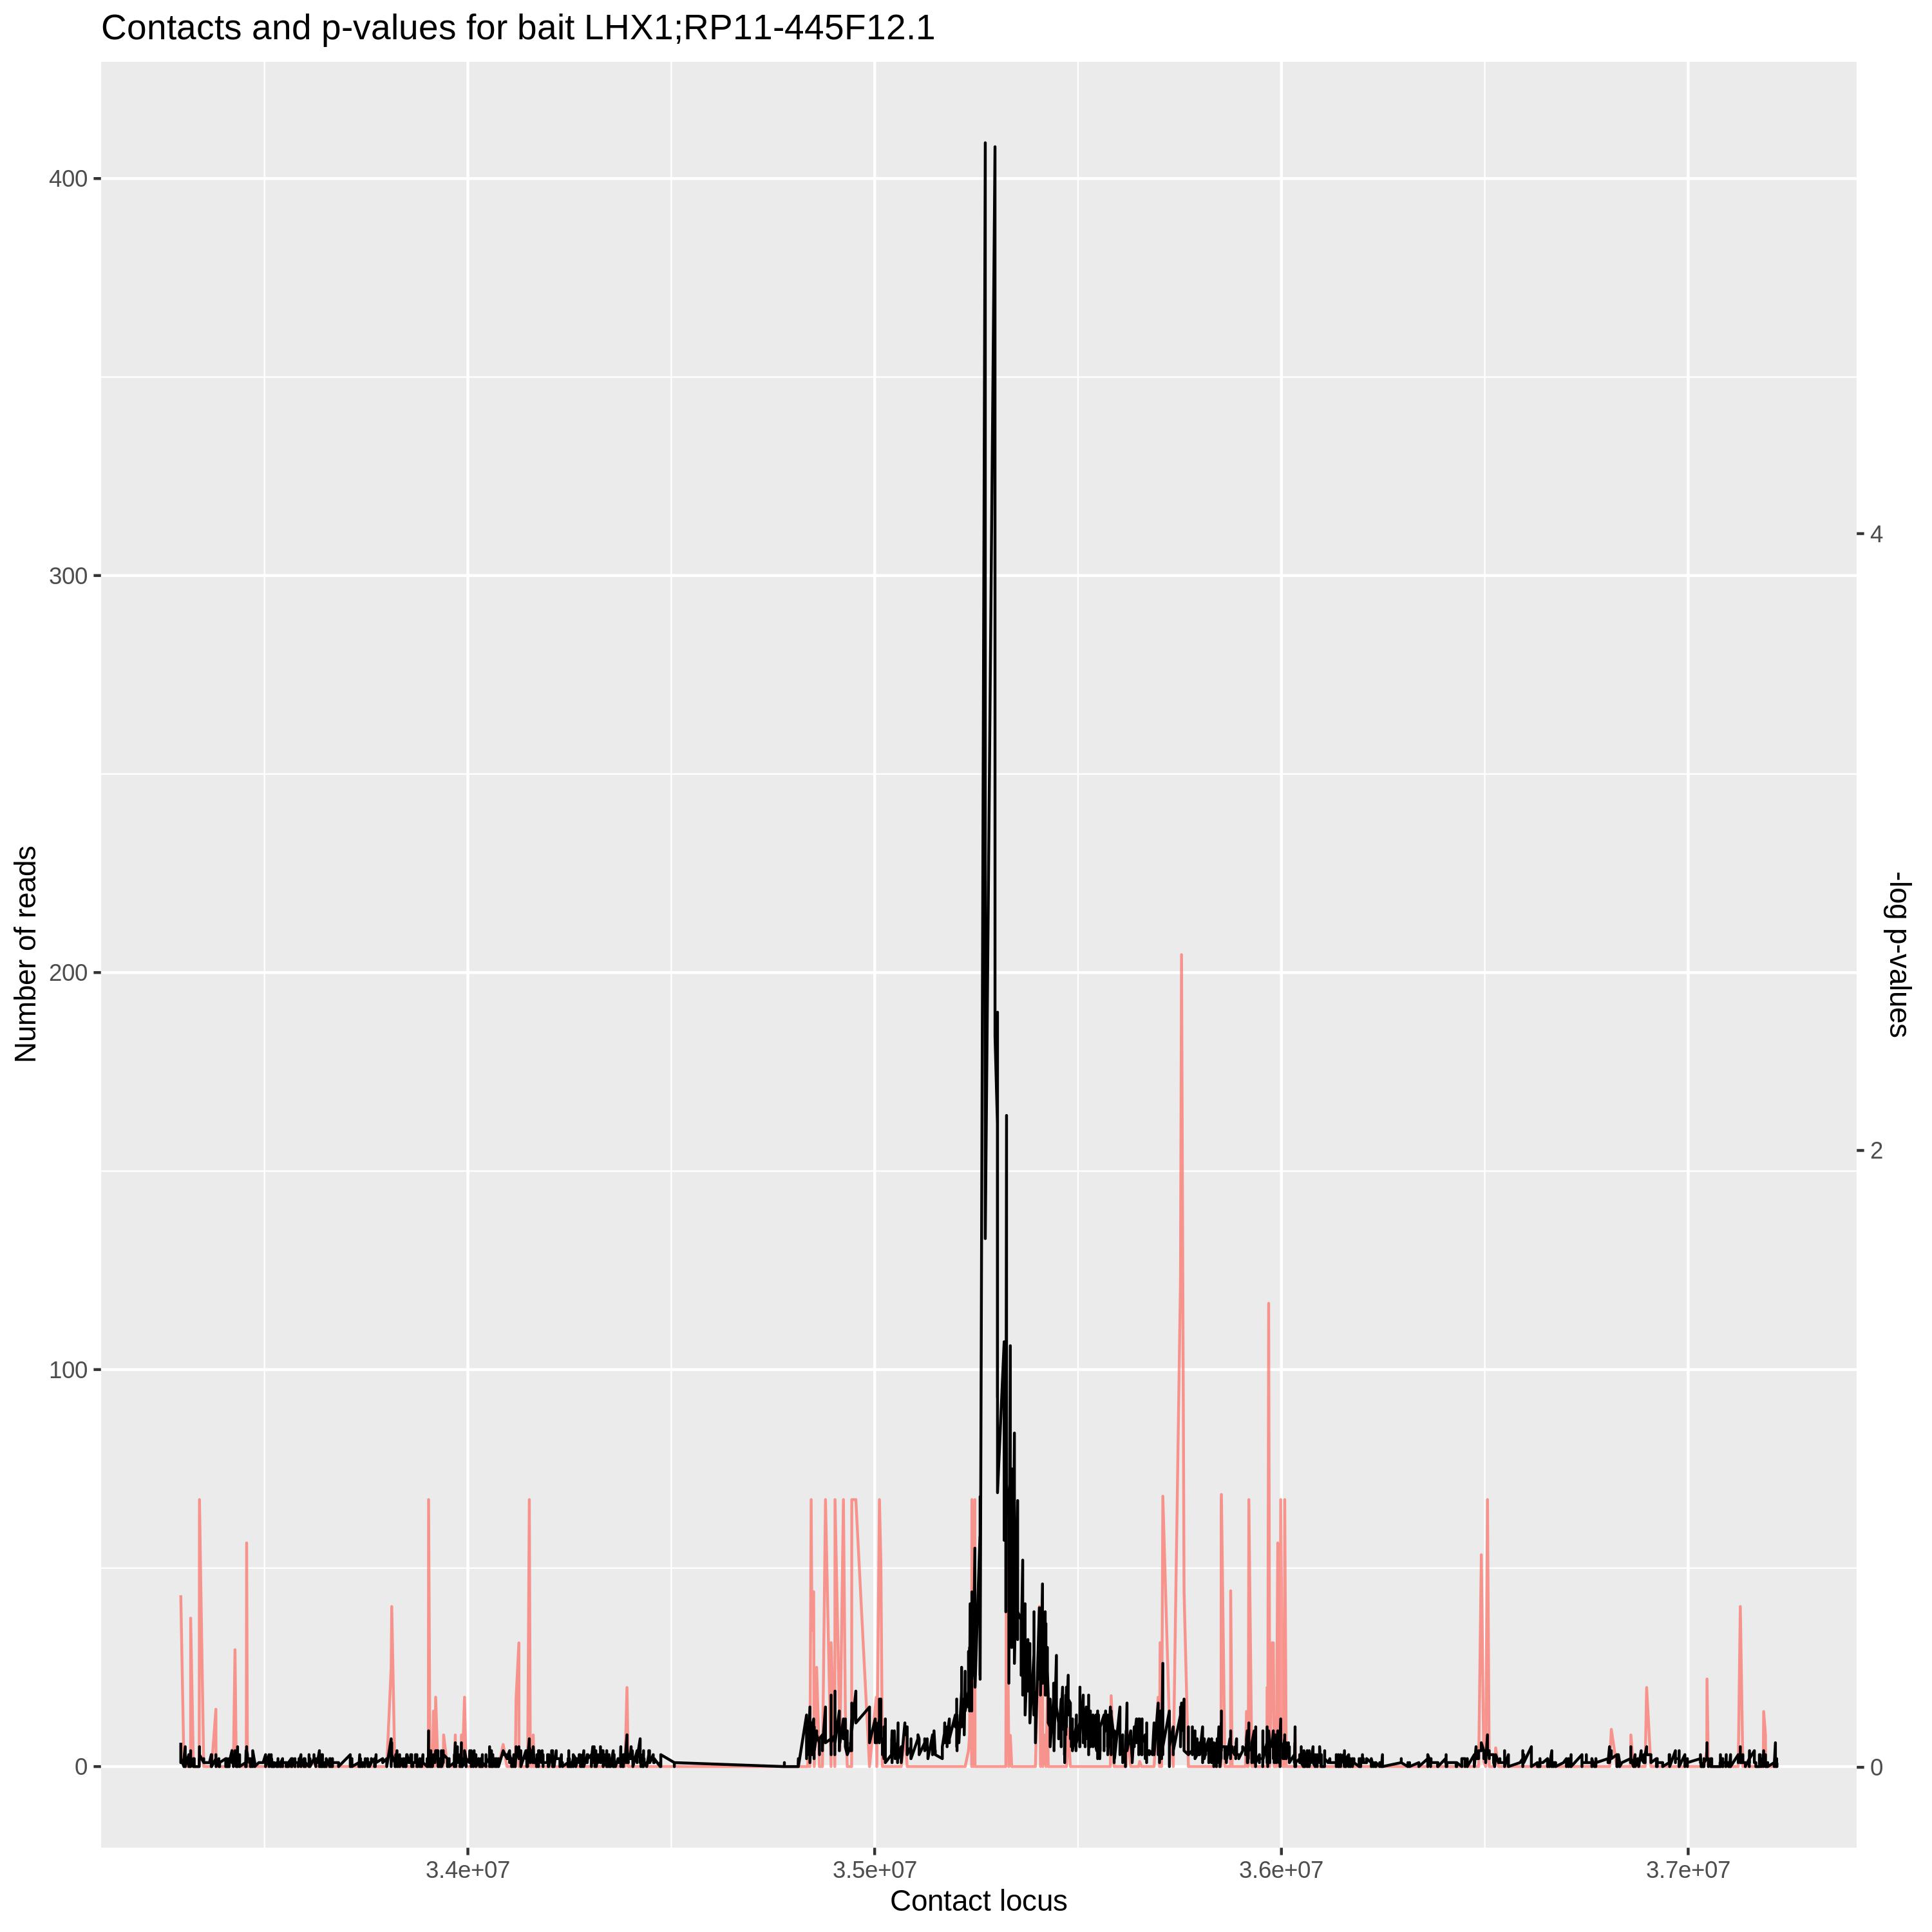 Contacts and p-values for bait LHX1;RP11-445F12.1
400
300
200
100
0
Number of reads
4
2
0
-log p-values
3.4e+07
3.5e+07
3.6e+07
3.7e+07
Contact locus